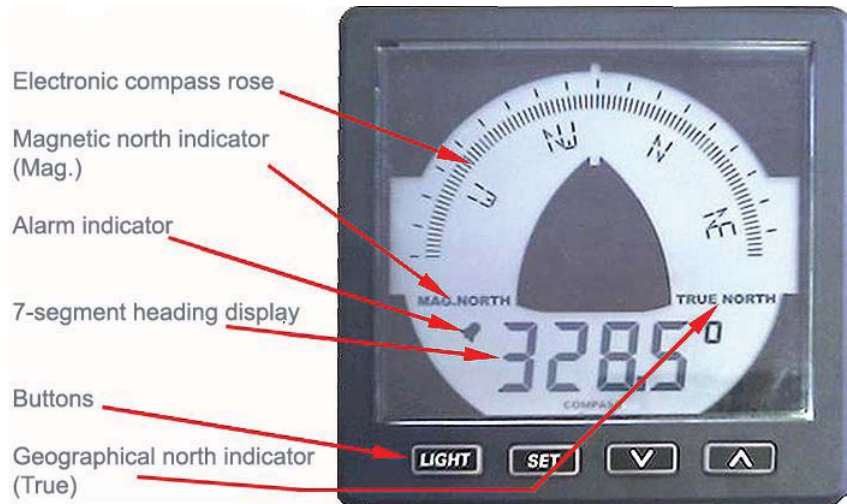 Electronic compass rose
Magnetic north indicator
(Mag.)
Alarm indicator
7-segment heading display
Buttons
Geographical north indicator
(True)
W
NW
N
NE
MAG.NORTH
TRUE NORTH
328.5°
COMPASS
LIGHT
SET